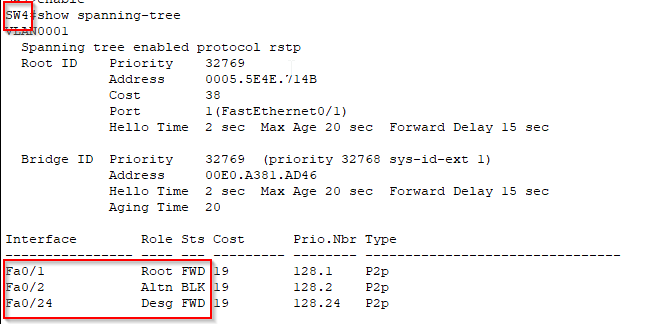 SW4#show spanning-tree
VLAN0001
Spanning tree enabled protocol rstp
Root ID Priority 32769
Address 0005.5E4E.714B
Cost 38
Port 1(FastEthernet0/1)
Hello Time 2 sec Max Age 20 sec Forward Delay 15 sec
Bridge ID Priority 32769 (priority 32768 sys-id-ext 1)
Address 00E0.A381.AD46
Hello Time 2 sec Max Age 20 sec Forward Delay 15 sec
Aging Time 20
Interface Role Sts Cost Prio.Nbr Type
---------------- ---- --- --------- -------- --------------------------------
Fa0/1 Root FWD 19 128.1 P2p
Fa0/2 Altn BLK 19 128.2 P2p
Fa0/24 Desg FWD 19 128.24 P2p